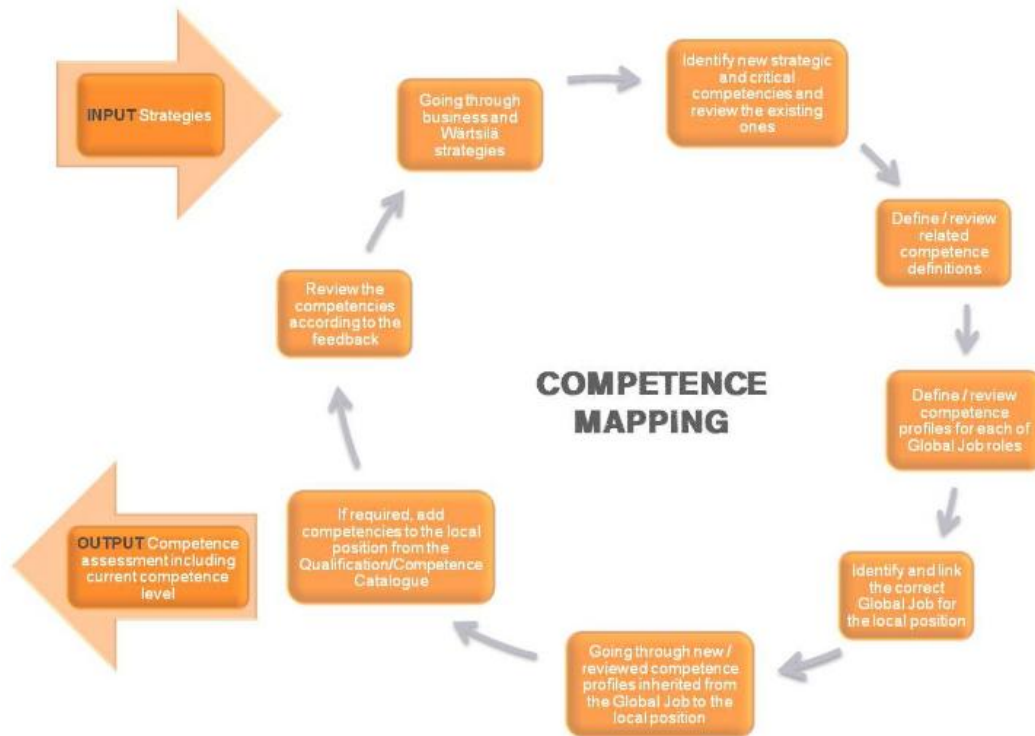 INPUT Strategies
Going through
business and
Wärtsilä
strategies
Identify new strategic
and critical
competencies and
review the existing
ones
Define / review
related
competence
definitions
Define / review
competence
profiles for each of
Global Job roles
Identify and link
the correct
Global Job for
the local position
Going through new /
reviewed competence
profiles inherited from
the Global Job to the
local position
If required, add
competencies to the local
position from the
Qualification/Competence
Catalogue
Review the
competencies
according to the
feedback
COMPETENCE
MAPPING
OUTPUT Competence
assessment including
current competence
level